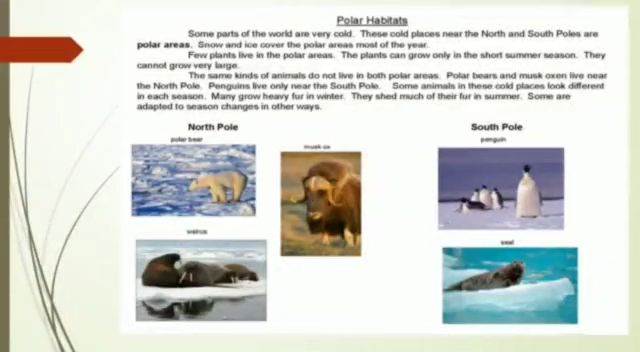 Polar Habitats
Some parts of the world are very cold. These cold places near the North and South Poles are
polar areas. Snow and ice cover the polar areas most of the year.
Few plants live in the polar areas. The plants can grow only in the short summer season. They
cannot grow very large.
The same kinds of animals do not live in both polar areas. Polar bears and musk oxen live near
the North Pole. Penguins live only near the South Pole. Some animals in these cold places look different
in each season. Many grow heavy fur in winter. They shed much of their fur in summer. Some are
adapted to season changes in other ways.
North Pole
South Pole
polar bear
musk ox
penguin
walrus
seal